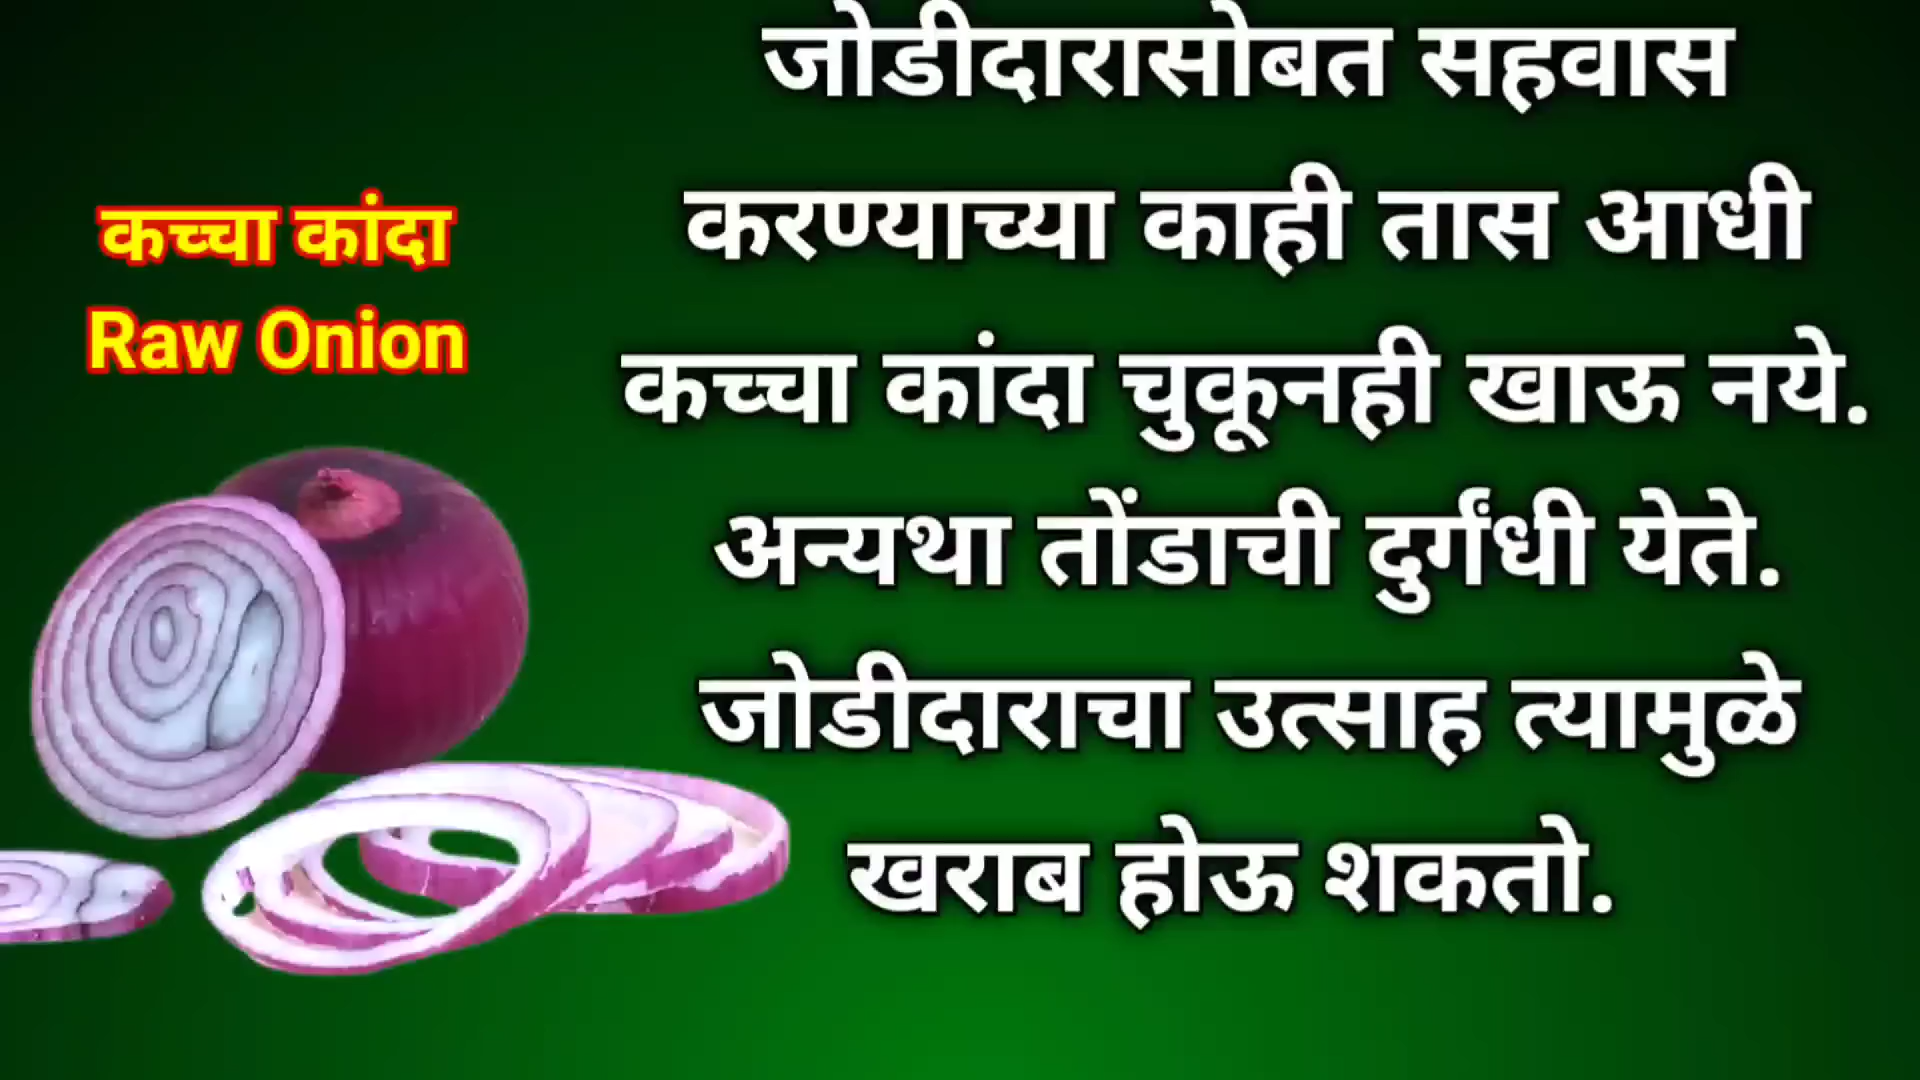 कच्चा कांदा
Raw Onion
जोडीदारासोबत सहवास
करण्याच्या काही तास आधी
कच्चा कांदा चुकूनही खाऊ नये.
अन्यथा तोंडाची दुर्गंधी येते.
जोडीदाराचा उत्साह त्यामुळे
खराब होऊ शकतो.